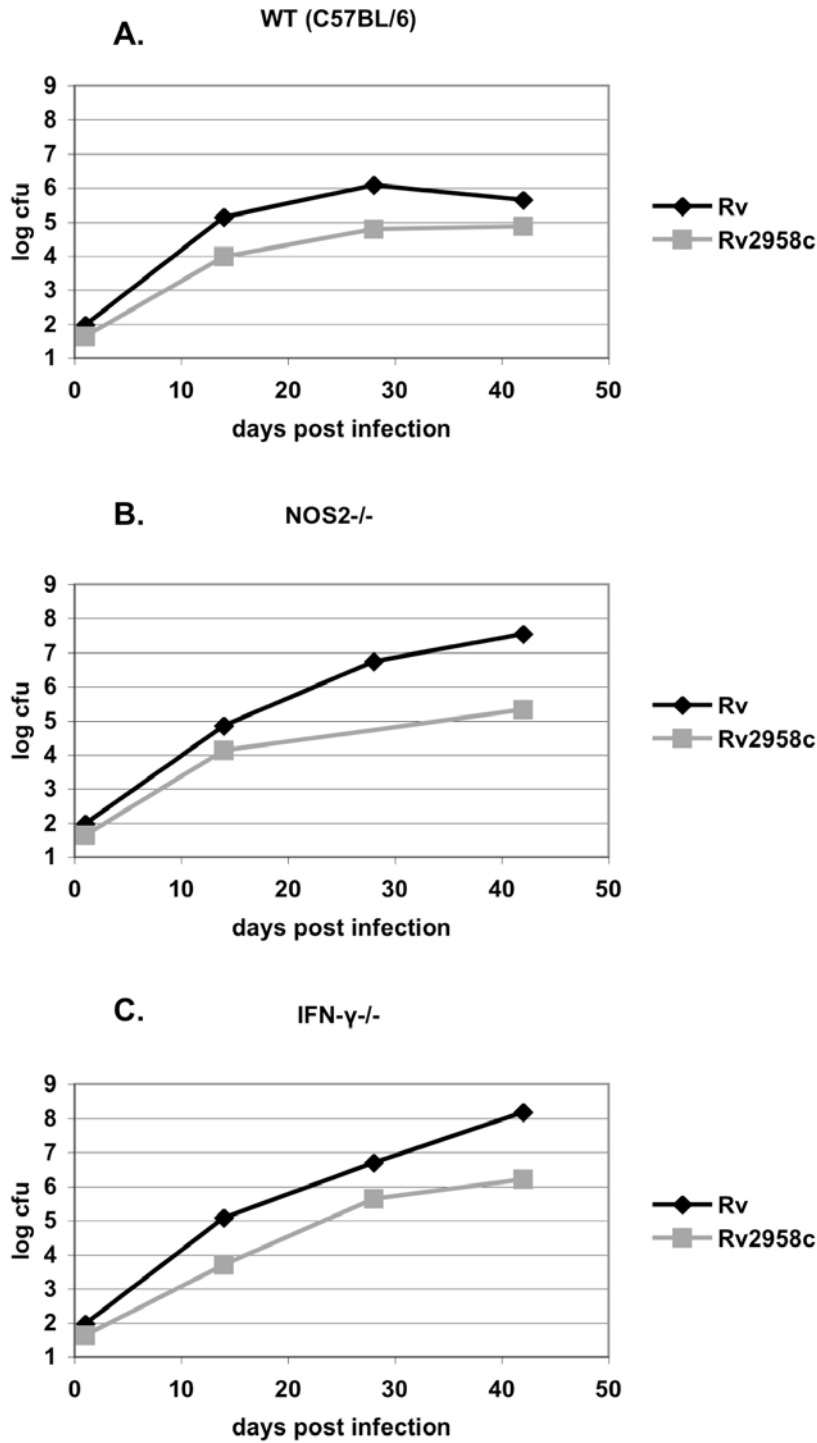 A.
WT (C57BL/6)
9
8
7
6
5
4
3
2
1
log cfu
0 10 20 30 40 50
days post infection
Rv
Rv2958c
B.
NOS2-/-
9
8
7
6
5
4
3
2
1
log cfu
0 10 20 30 40 50
days post infection
Rv
Rv2958c
C.
IFN-γ-/-
9
8
7
6
5
4
3
2
1
log cfu
0 10 20 30 40 50
days post infection
Rv
Rv2958c